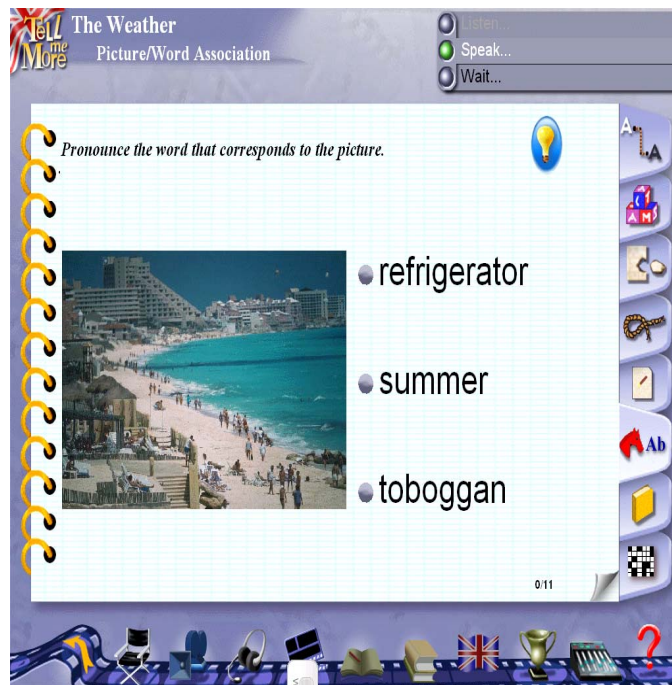 TeLL me More
The Weather
Picture/Word Association
Listen...
Speak...
Wait...
Pronounce the word that corresponds to the picture.
.
refrigerator
summer
toboggan
0/11
A
A
C
A M S
Ab
?